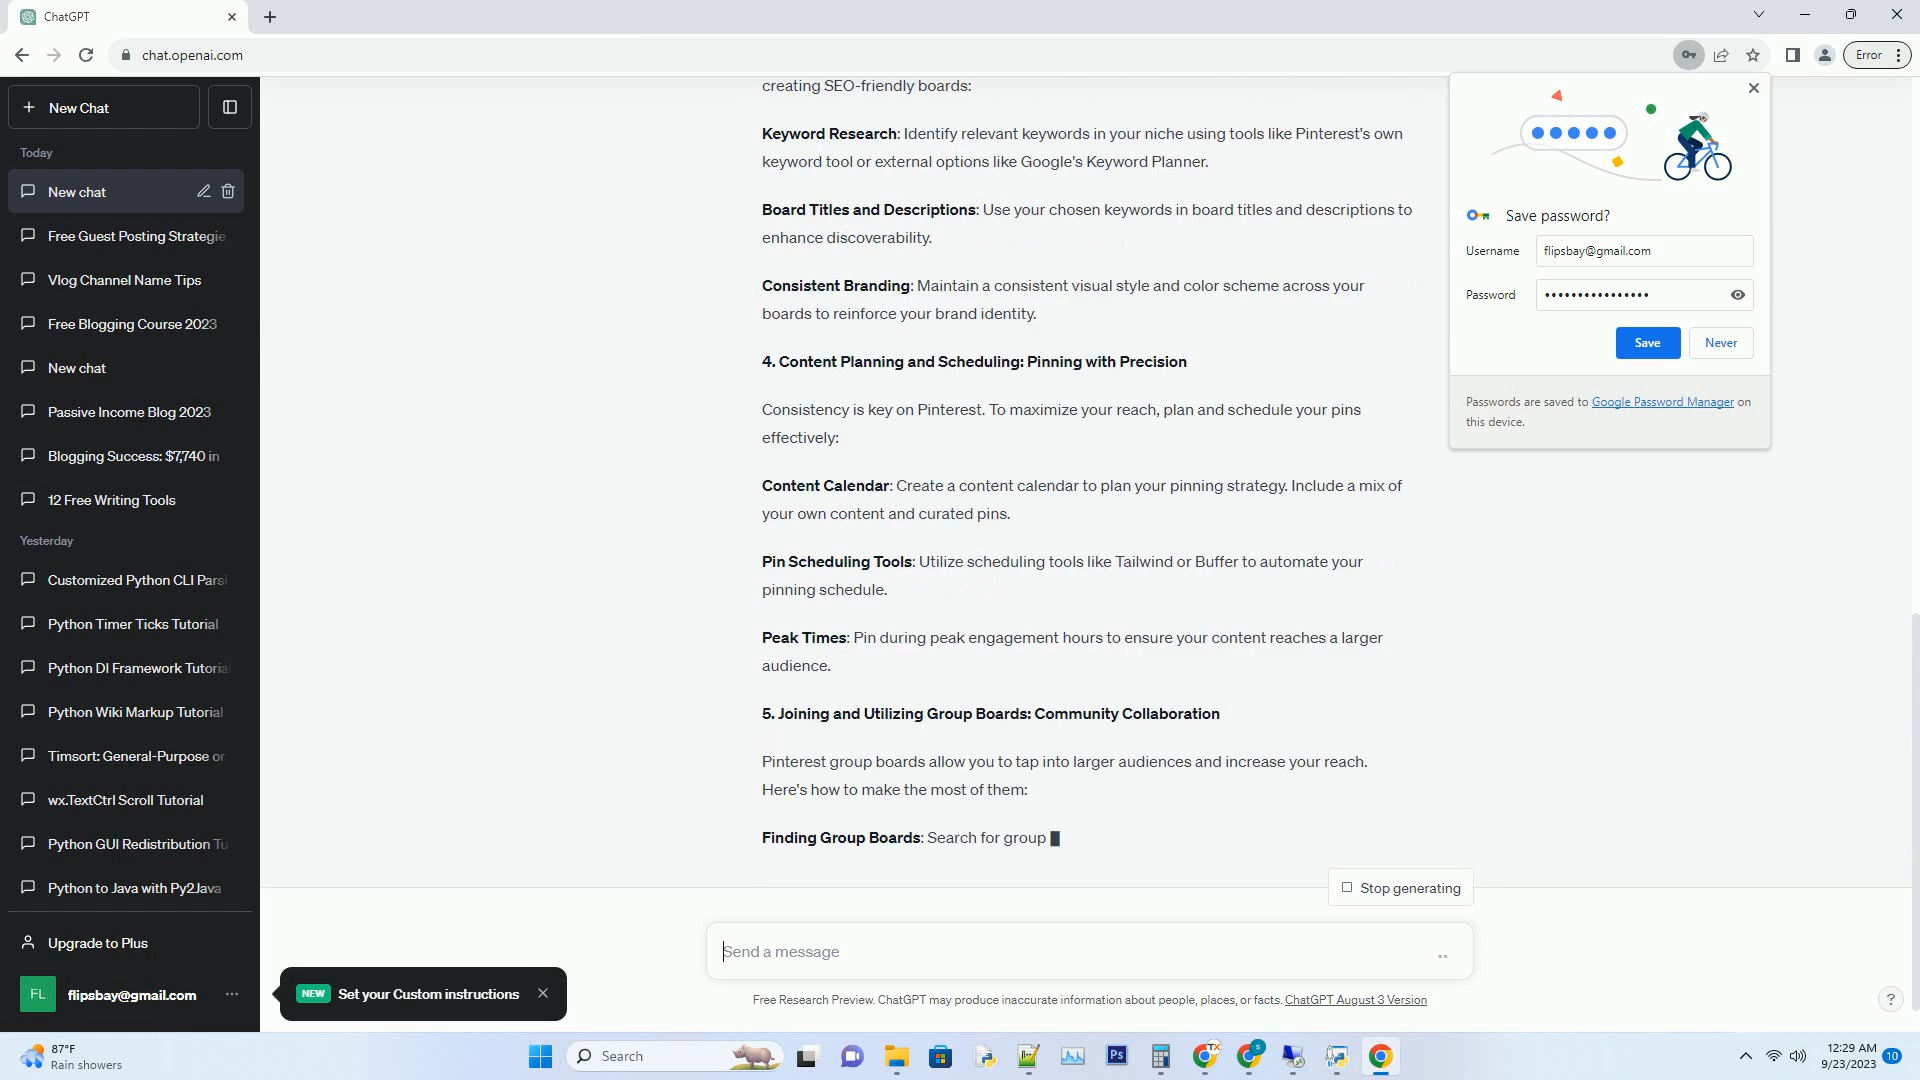 ChatGPT
chat.openai.com
Error
New Chat
Today
New chat
Free Guest Posting Strategie
Vlog Channel Name Tips
Free Blogging Course 2023
New chat
Passive Income Blog 2023
Blogging Success: $7,740 in
12 Free Writing Tools
Yesterday
Customized Python CLI Parsi
Python Timer Ticks Tutorial
Python DI Framework Tutoria
Python Wiki Markup Tutorial
Timsort: General-Purpose or
wx.TextCtrl Scroll Tutorial
Python GUI Redistribution Tu
Python to Java with Py2Java
Upgrade to Plus
FL flipsbay@gmail.com
creating SEO-friendly boards:
Keyword Research: Identify relevant keywords in your niche using tools like Pinterest's own
keyword tool or external options like Google's Keyword Planner.
Board Titles and Descriptions: Use your chosen keywords in board titles and descriptions to
enhance discoverability.
Consistent Branding: Maintain a consistent visual style and color scheme across your
boards to reinforce your brand identity.
4. Content Planning and Scheduling: Pinning with Precision
Consistency is key on Pinterest. To maximize your reach, plan and schedule your pins
effectively:
Content Calendar: Create a content calendar to plan your pinning strategy. Include a mix of
your own content and curated pins.
Pin Scheduling Tools: Utilize scheduling tools like Tailwind or Buffer to automate your
pinning schedule.
Peak Times: Pin during peak engagement hours to ensure your content reaches a larger
audience.
5. Joining and Utilizing Group Boards: Community Collaboration
Pinterest group boards allow you to tap into larger audiences and increase your reach.
Here's how to make the most of them:
Finding Group Boards: Search for group
Stop generating
Send a message
NEW Set your Custom instructions
Free Research Preview. ChatGPT may produce inaccurate information about people, places, or facts. ChatGPT August 3 Version
?
Save password?
Username flipsbay@gmail.com
Password ••••••••••••••••
Save Never
Passwords are saved to Google Password Manager on
this device.
87°F
Rain showers
Search
Ps
TX
S
12:29 AM
9/23/2023
10